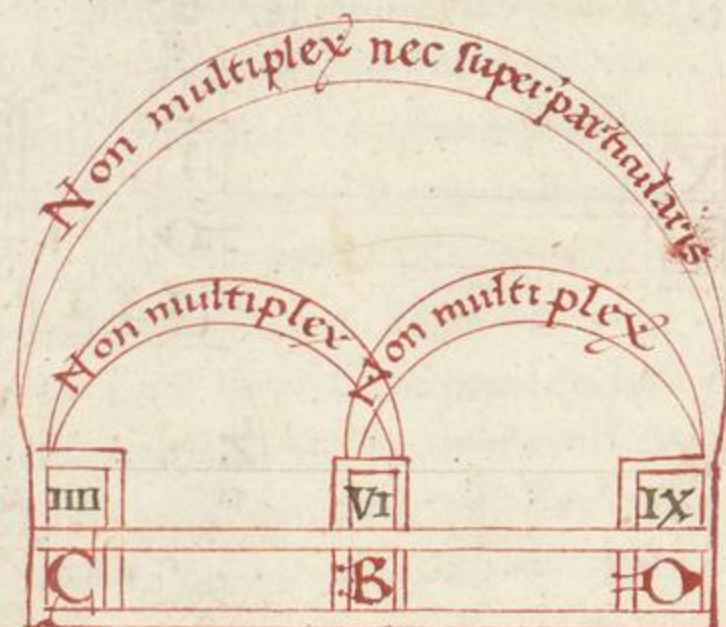 Non multiplex nec superparticularis
Non multiplex Non multiplex
IIII VI IX
C B D